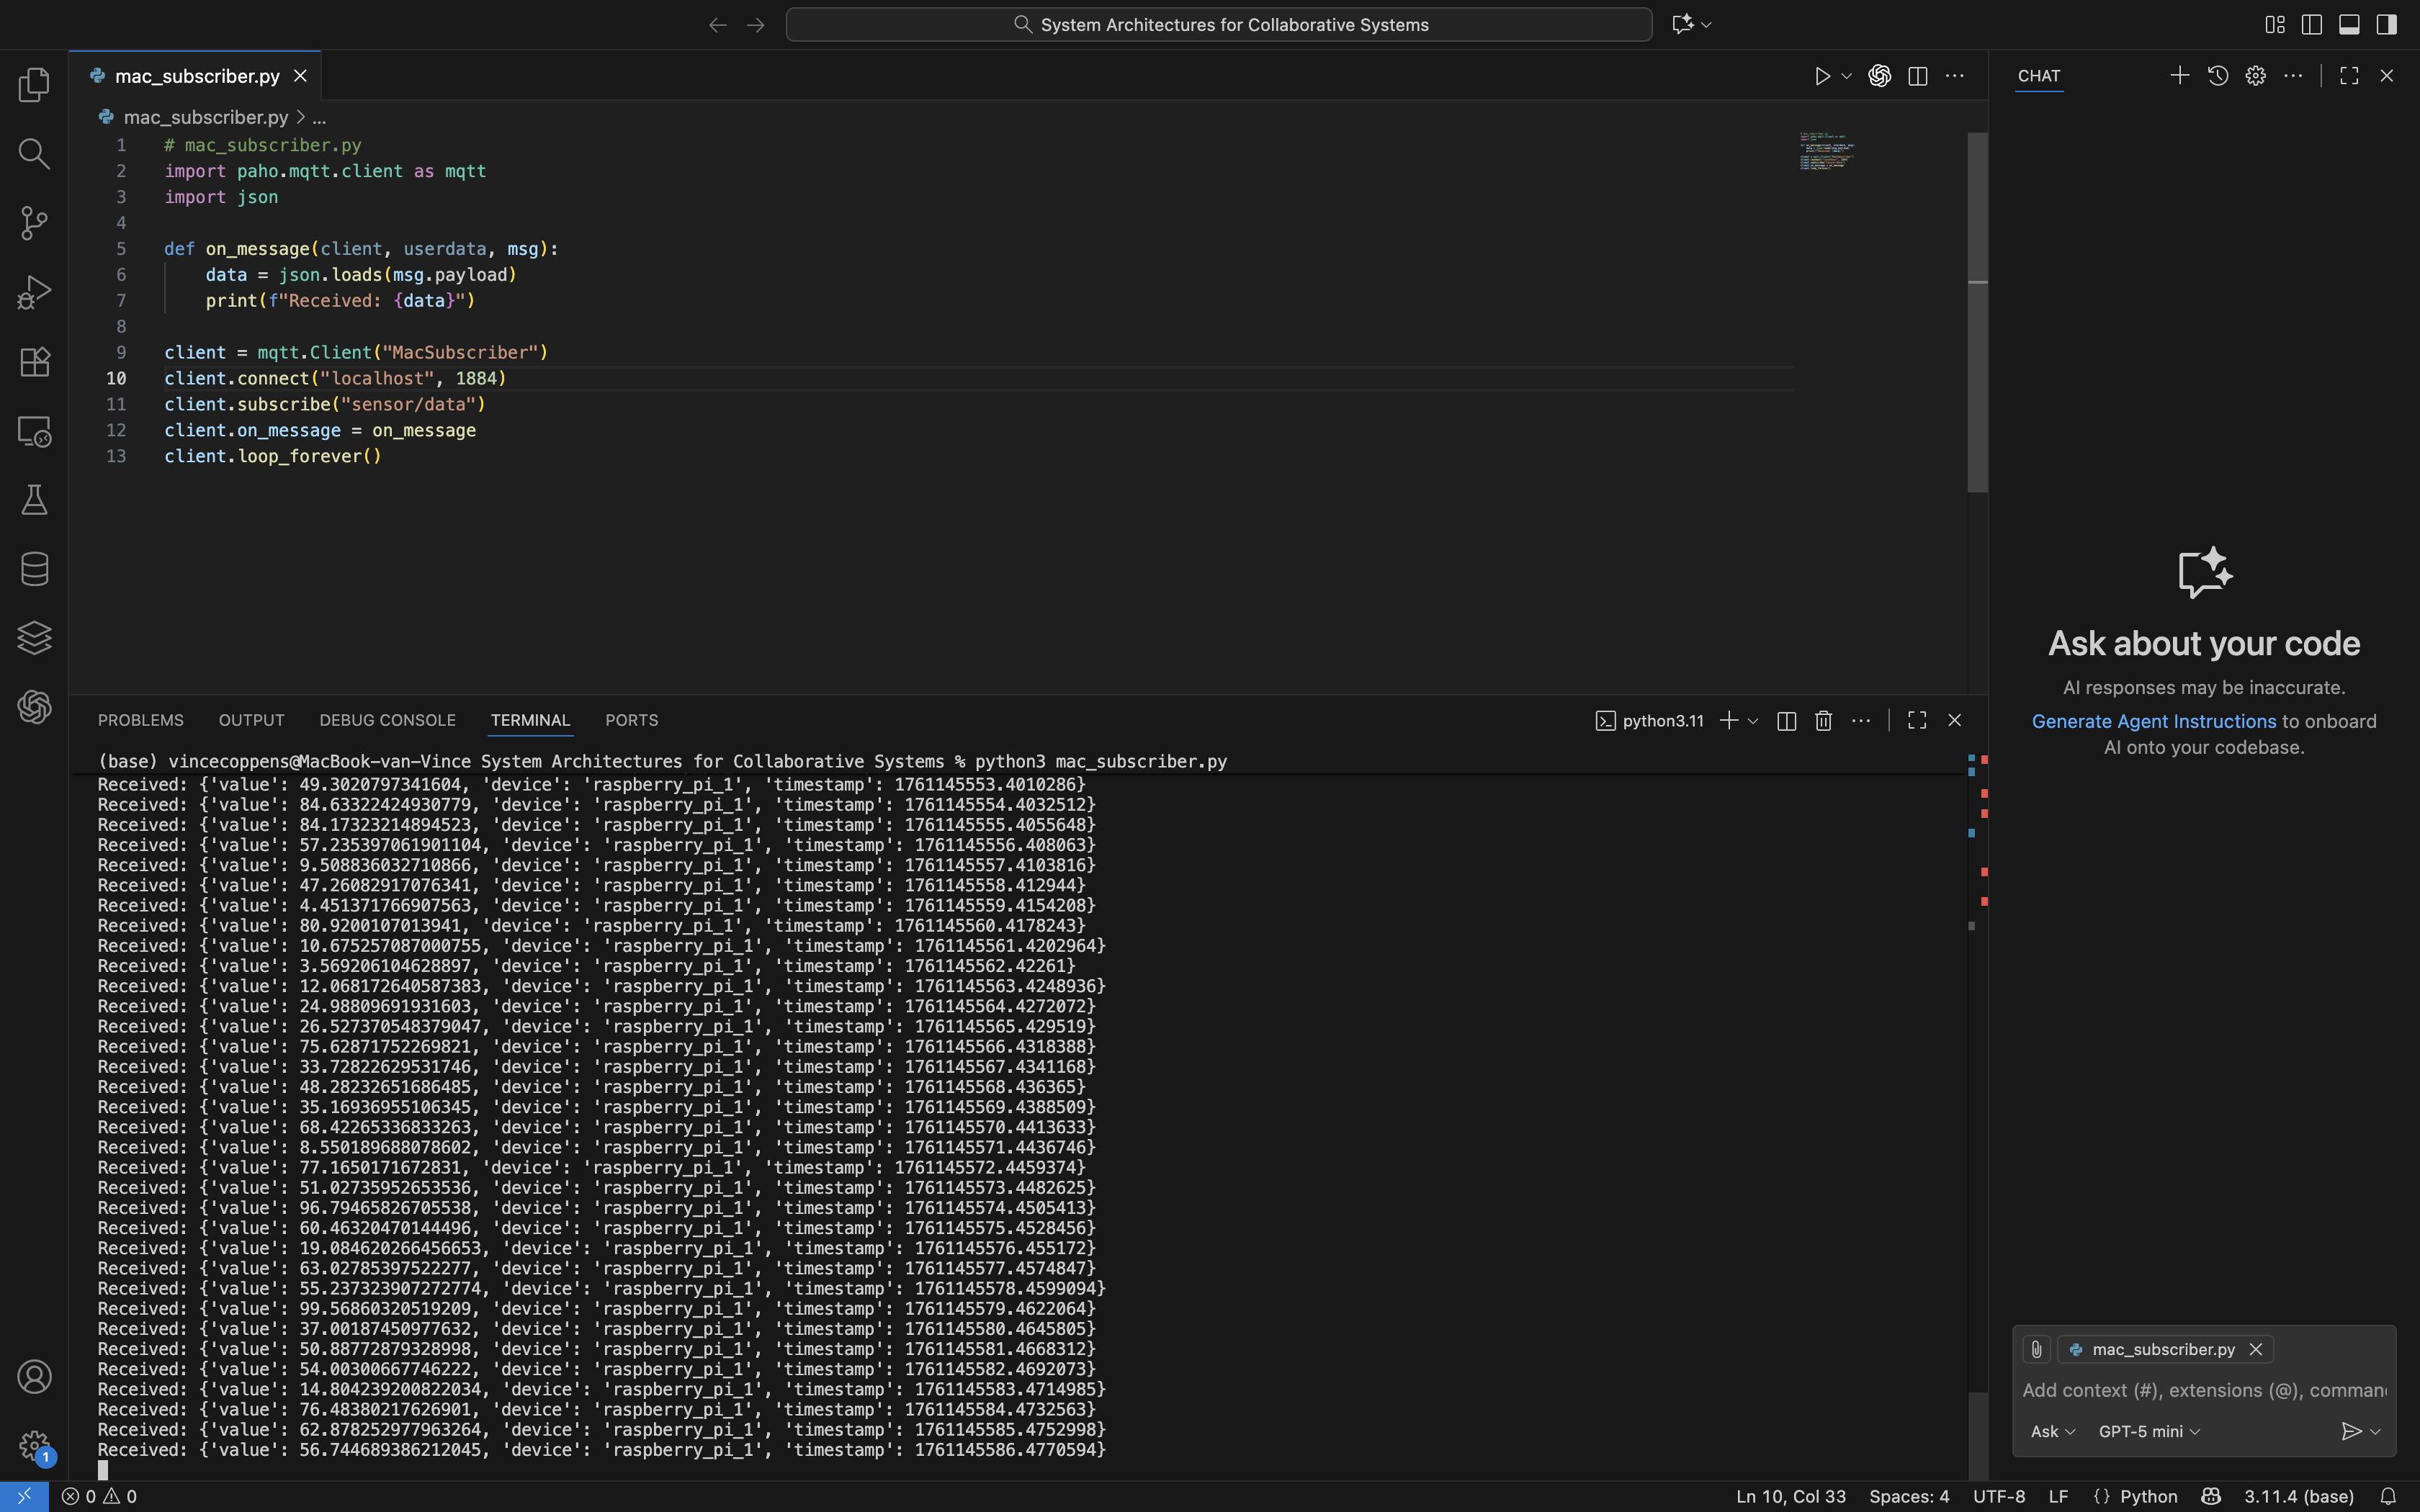 System Architectures for Collaborative Systems
mac_subscriber.py
CHAT
mac_subscriber.py > ...
1 # mac_subscriber.py
2 import paho.mqtt.client as mqtt
3 import json
4
5 def on_message(client, userdata, msg):
6     data = json.loads(msg.payload)
7     print(f"Received: {data}")
8
9 client = mqtt.Client("MacSubscriber")
10 client.connect("localhost", 1884)
11 client.subscribe("sensor/data")
12 client.on_message = on_message
13 client.loop_forever()
Ask about your code
AI responses may be inaccurate.
Generate Agent Instructions to onboard
AI onto your codebase.
PROBLEMS OUTPUT DEBUG CONSOLE TERMINAL PORTS python3.11
(base) vincecoppens@MacBook-van-Vince System Architectures for Collaborative Systems % python3 mac_subscriber.py
Received: {'value': 49.3020797341604, 'device': 'raspberry_pi_1', 'timestamp': 1761145553.4010286}
Received: {'value': 84.63322424930779, 'device': 'raspberry_pi_1', 'timestamp': 1761145554.4032512}
Received: {'value': 84.17323214894523, 'device': 'raspberry_pi_1', 'timestamp': 1761145555.4055648}
Received: {'value': 57.235397061901104, 'device': 'raspberry_pi_1', 'timestamp': 1761145556.408063}
Received: {'value': 9.508836032710866, 'device': 'raspberry_pi_1', 'timestamp': 1761145557.4103816}
Received: {'value': 47.26082917076341, 'device': 'raspberry_pi_1', 'timestamp': 1761145558.412944}
Received: {'value': 4.451371766907563, 'device': 'raspberry_pi_1', 'timestamp': 1761145559.4154208}
Received: {'value': 80.9200107013941, 'device': 'raspberry_pi_1', 'timestamp': 1761145560.4178243}
Received: {'value': 10.675257087000755, 'device': 'raspberry_pi_1', 'timestamp': 1761145561.4202964}
Received: {'value': 3.569206104628897, 'device': 'raspberry_pi_1', 'timestamp': 1761145562.42261}
Received: {'value': 12.068172640587383, 'device': 'raspberry_pi_1', 'timestamp': 1761145563.4248936}
Received: {'value': 24.98809691931603, 'device': 'raspberry_pi_1', 'timestamp': 1761145564.4272072}
Received: {'value': 26.527370548379047, 'device': 'raspberry_pi_1', 'timestamp': 1761145565.429519}
Received: {'value': 75.62871752269821, 'device': 'raspberry_pi_1', 'timestamp': 1761145566.4318388}
Received: {'value': 33.72822629531746, 'device': 'raspberry_pi_1', 'timestamp': 1761145567.4341168}
Received: {'value': 48.28232651686485, 'device': 'raspberry_pi_1', 'timestamp': 1761145568.436365}
Received: {'value': 35.16936955106345, 'device': 'raspberry_pi_1', 'timestamp': 1761145569.4388509}
Received: {'value': 68.42265336833263, 'device': 'raspberry_pi_1', 'timestamp': 1761145570.4413633}
Received: {'value': 8.550189688078602, 'device': 'raspberry_pi_1', 'timestamp': 1761145571.4436746}
Received: {'value': 77.1650171672831, 'device': 'raspberry_pi_1', 'timestamp': 1761145572.4459374}
Received: {'value': 51.02735952653536, 'device': 'raspberry_pi_1', 'timestamp': 1761145573.4482625}
Received: {'value': 96.79465826705538, 'device': 'raspberry_pi_1', 'timestamp': 1761145574.4505413}
Received: {'value': 60.46320470144496, 'device': 'raspberry_pi_1', 'timestamp': 1761145575.4528456}
Received: {'value': 19.084620266456653, 'device': 'raspberry_pi_1', 'timestamp': 1761145576.455172}
Received: {'value': 63.02785397522277, 'device': 'raspberry_pi_1', 'timestamp': 1761145577.4574847}
Received: {'value': 55.237323907272774, 'device': 'raspberry_pi_1', 'timestamp': 1761145578.4599094}
Received: {'value': 99.56860320519209, 'device': 'raspberry_pi_1', 'timestamp': 1761145579.4622064}
Received: {'value': 37.00187450977632, 'device': 'raspberry_pi_1', 'timestamp': 1761145580.4645805}
Received: {'value': 50.88772879328998, 'device': 'raspberry_pi_1', 'timestamp': 1761145581.4668312}
Received: {'value': 54.00300667746222, 'device': 'raspberry_pi_1', 'timestamp': 1761145582.4692073}
Received: {'value': 14.804239200822034, 'device': 'raspberry_pi_1', 'timestamp': 1761145583.4714985}
Received: {'value': 76.48380217626901, 'device': 'raspberry_pi_1', 'timestamp': 1761145584.4732563}
Received: {'value': 62.878252977963264, 'device': 'raspberry_pi_1', 'timestamp': 1761145585.4752998}
Received: {'value': 56.744689386212045, 'device': 'raspberry_pi_1', 'timestamp': 1761145586.4770594}
mac_subscriber.py
Add context (#), extensions (@), comman
Ask GPT-5 mini
1
0 0 Ln 10, Col 33 Spaces: 4 UTF-8 LF {} Python 3.11.4 (base)